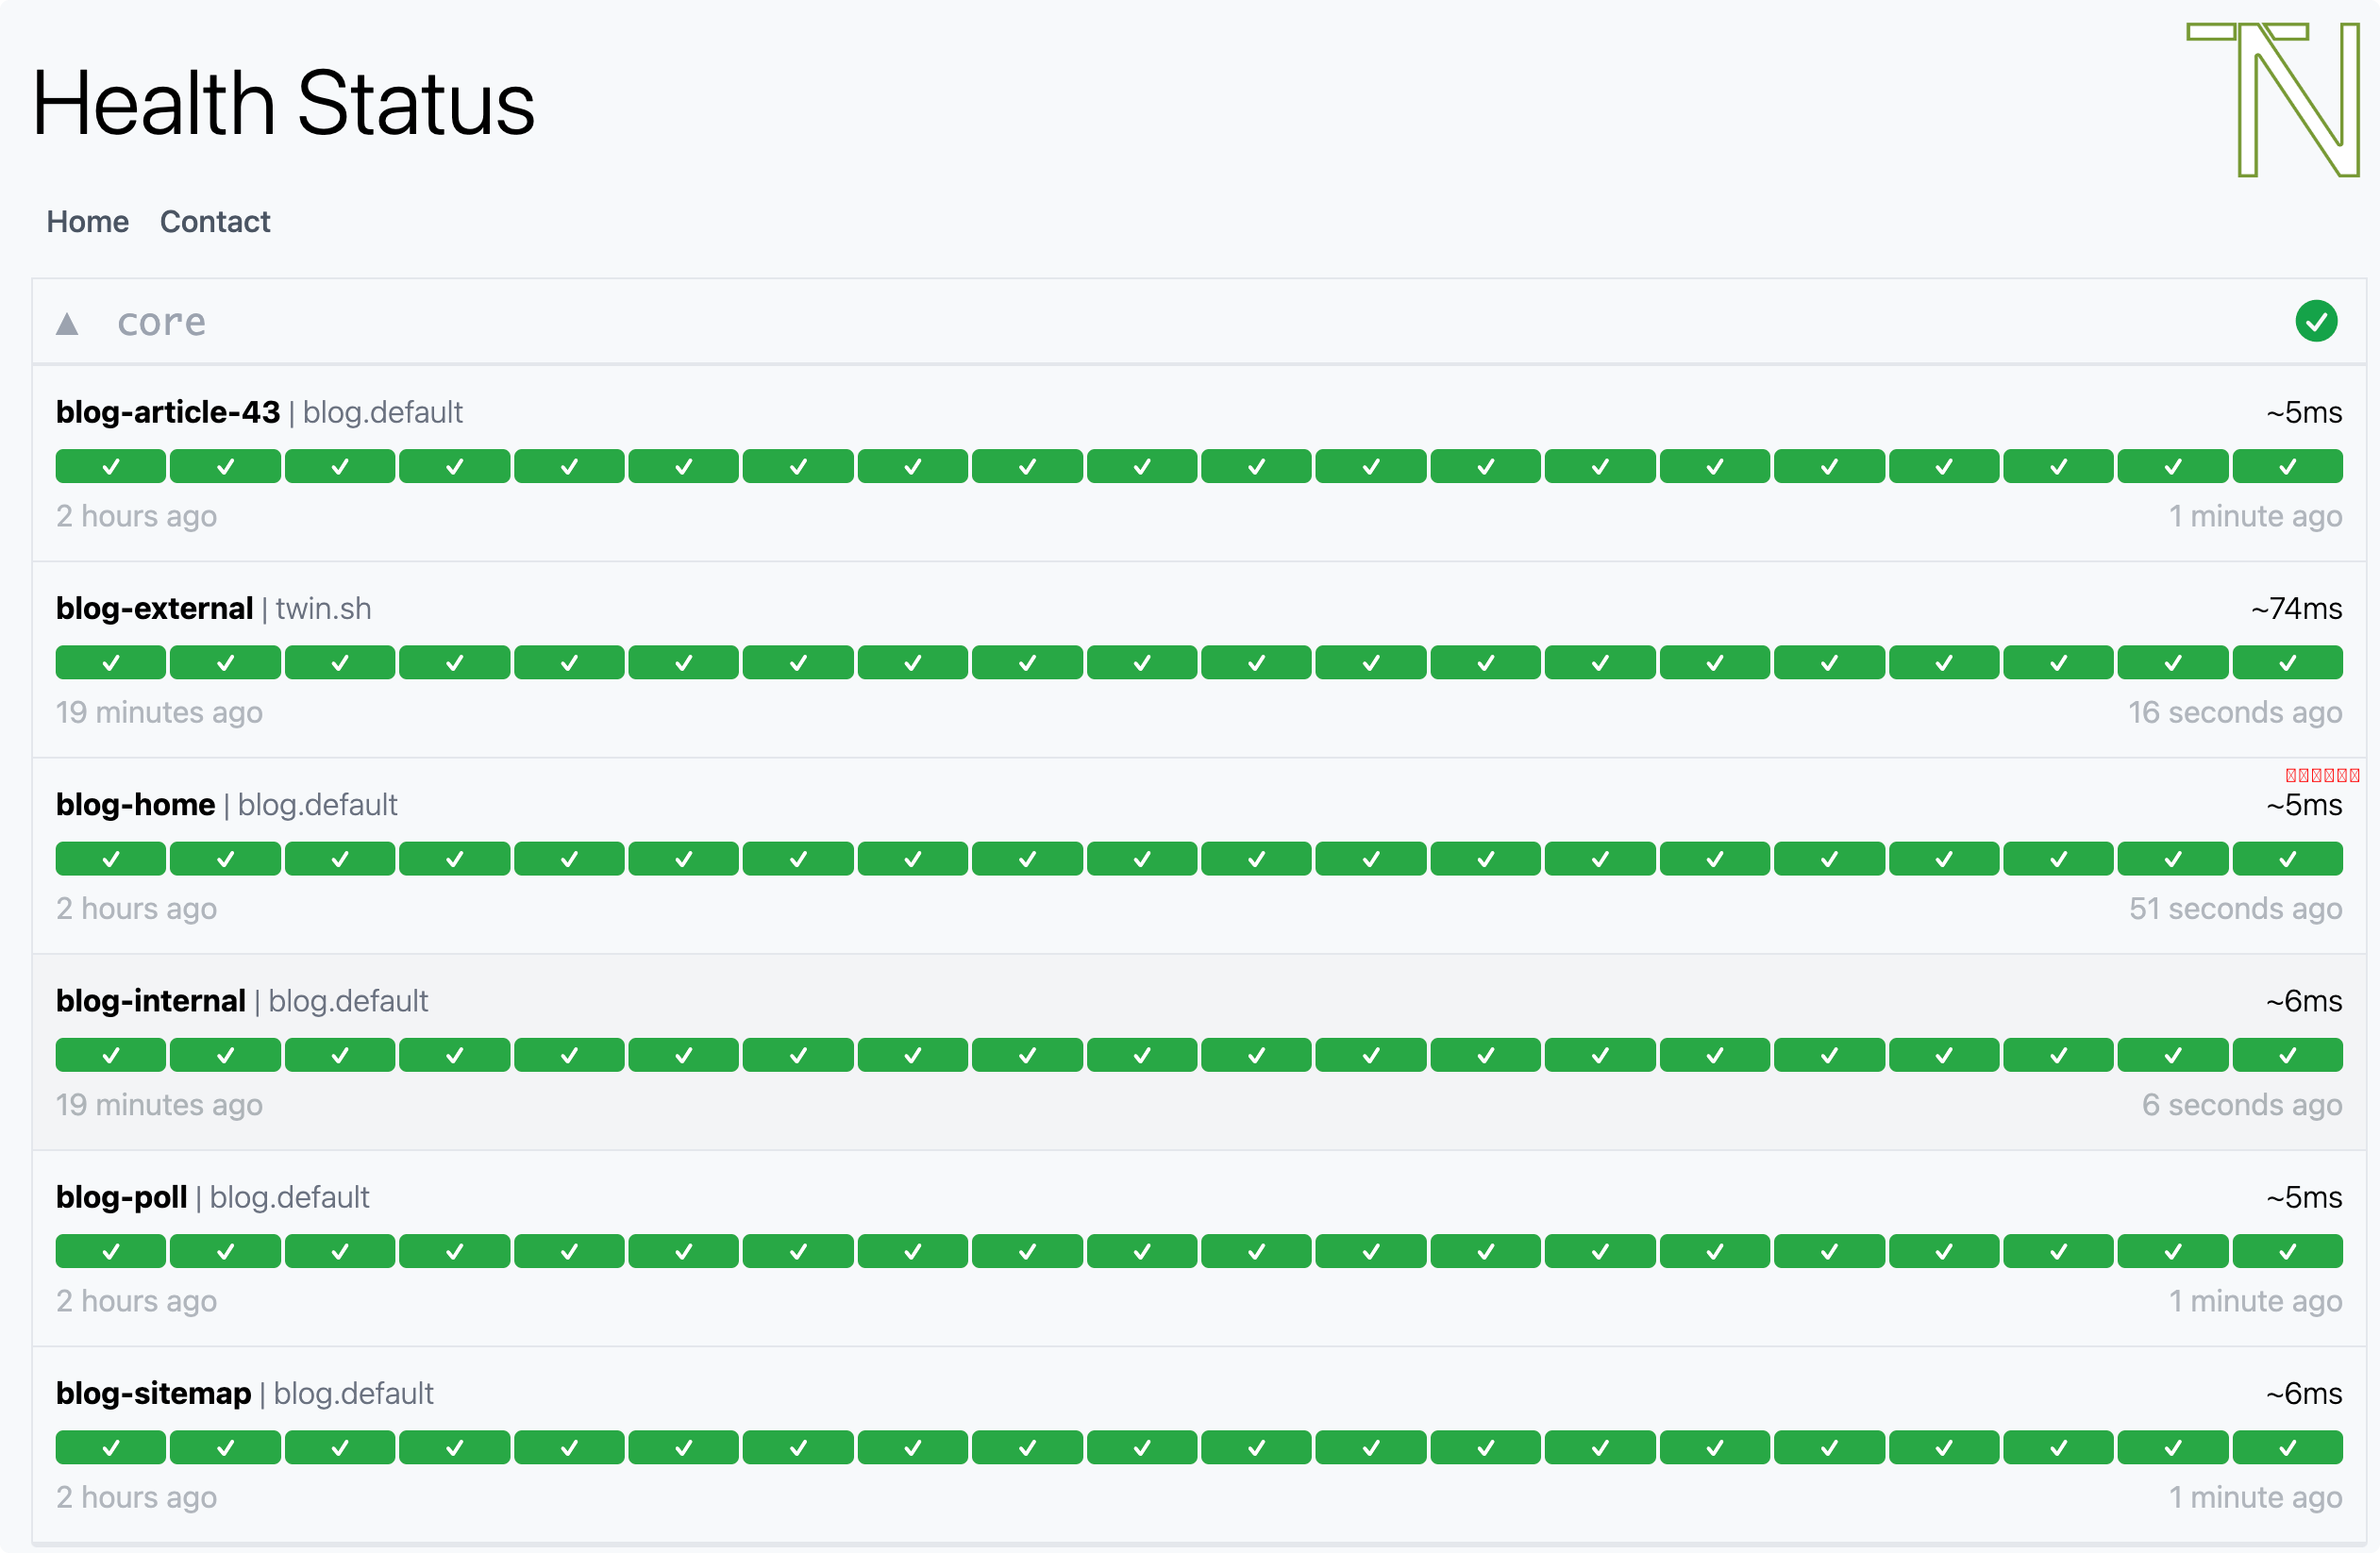 Health Status
Home Contact
▲ core
blog-article-43 | blog.default ~5ms
2 hours ago 1 minute ago
blog-external | twin.sh ~74ms
19 minutes ago 16 seconds ago
blog-home | blog.default ~5ms
2 hours ago 51 seconds ago
blog-internal | blog.default ~6ms
19 minutes ago 6 seconds ago
blog-poll | blog.default ~5ms
2 hours ago 1 minute ago
blog-sitemap | blog.default ~6ms
2 hours ago 1 minute ago